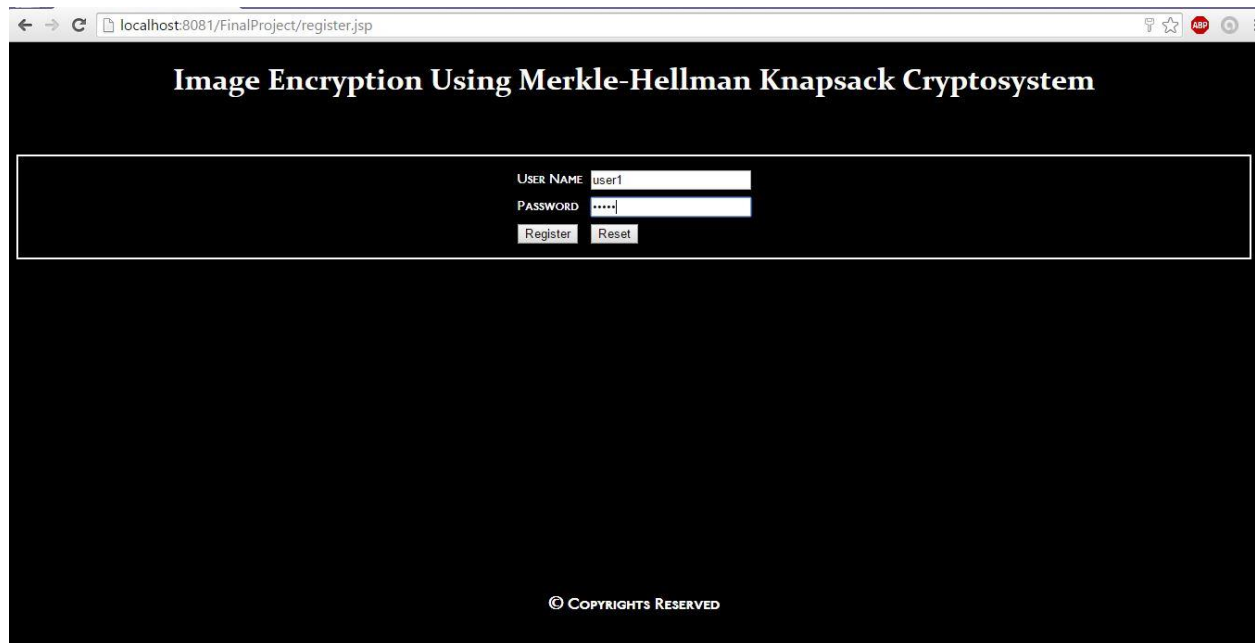 localhost:8081/FinalProject/register.jsp
ABP
Image Encryption Using Merkle-Hellman Knapsack Cryptosystem
User Name user1
Password •••••
Register Reset
© Copyrights Reserved